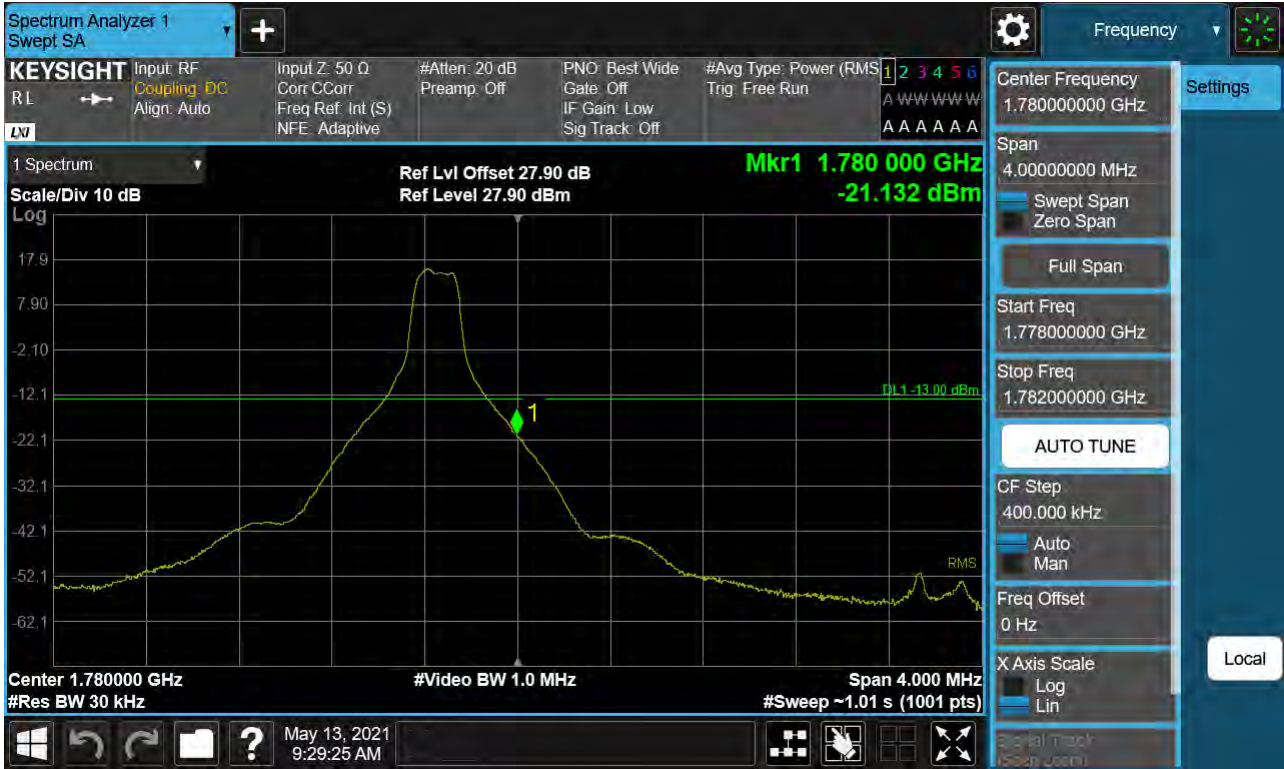 Spectrum Analyzer 1
Swept SA
Frequency
KEYSIGHT
RL
LXI
Input: RF
Coupling: DC
Align: Auto
Input Z: 50 Ω
Corr CCorr
Freq Ref: Int (S)
NFE: Adaptive
#Atten: 20 dB
Preamp: Off
PNO: Best Wide
Gate: Off
IF Gain: Low
Sig Track: Off
#Avg Type: Power (RMS
Trig: Free Run
1 2 3 4 5 6
A W W W W W
A A A A A A
1 Spectrum
Scale/Div 10 dB
Log
Ref Lvl Offset 27.90 dB
Ref Level 27.90 dBm
Mkr1 1.780 000 GHz
-21.132 dBm
17.9
7.90
-2.10
-12.1
-22.1
-32.1
-42.1
-52.1
-62.1
DL1 -13.00 dBm
1
RMS
Center 1.780000 GHz
#Res BW 30 kHz
#Video BW 1.0 MHz
Span 4.000 MHz
#Sweep ~1.01 s (1001 pts)
Center Frequency
1.780000000 GHz
Span
4.00000000 MHz
Swept Span
Zero Span
Full Span
Start Freq
1.778000000 GHz
Stop Freq
1.782000000 GHz
AUTO TUNE
CF Step
400.000 kHz
Auto
Man
Freq Offset
0 Hz
X Axis Scale
Log
Lin
Signal Track
(Span Zoom)
Settings
Local
?
May 13, 2021
9:29:25 AM